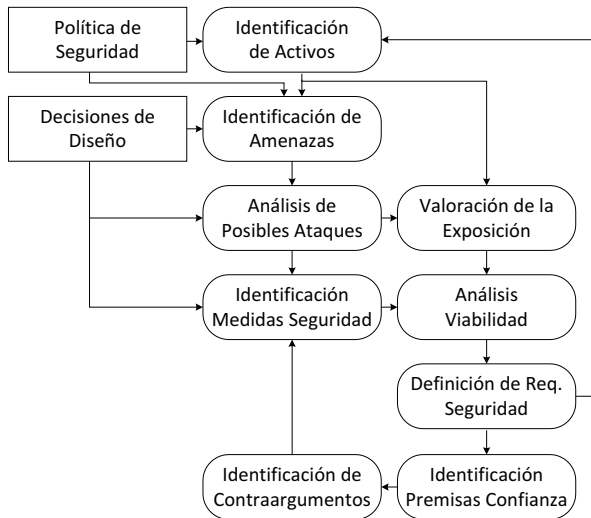 Política de
Seguridad
Identificación
de Activos
Decisiones de
Diseño
Identificación de
Amenazas
Análisis de
Posibles Ataques
Valoración de la
Exposición
Identificación
Medidas Seguridad
Análisis
Viabilidad
Definición de Req.
Seguridad
Identificación de
Contraargumentos
Identificación
Premisas Confianza